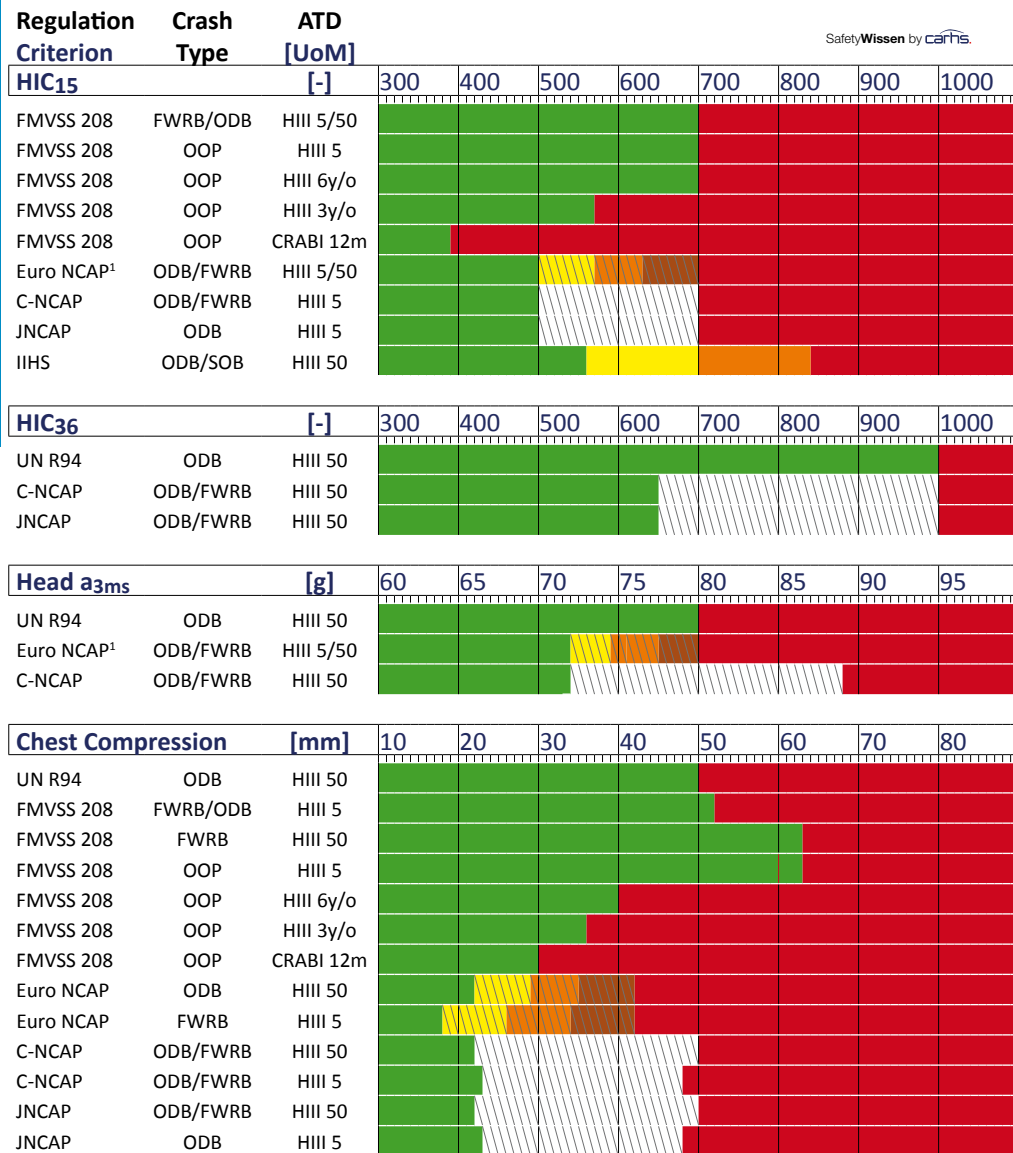 Regulation Crash ATD
Criterion Type [UoM]
SafetyWissen by carhs.
HIC15 [-] 300 400 500 600 700 800 900 1000
FMVSS 208 FWRB/ODB HIII 5/50
FMVSS 208 OOP HIII 5
FMVSS 208 OOP HIII 6y/o
FMVSS 208 OOP HIII 3y/o
FMVSS 208 OOP CRABI 12m
Euro NCAP¹ ODB/FWRB HIII 5/50
C-NCAP ODB/FWRB HIII 5
JNCAP ODB HIII 5
IIHS ODB/SOB HIII 50
HIC36 [-] 300 400 500 600 700 800 900 1000
UN R94 ODB HIII 50
C-NCAP ODB/FWRB HIII 50
JNCAP ODB/FWRB HIII 50
Head a3ms [g] 60 65 70 75 80 85 90 95
UN R94 ODB HIII 50
Euro NCAP¹ ODB/FWRB HIII 5/50
C-NCAP ODB/FWRB HIII 50
Chest Compression [mm] 10 20 30 40 50 60 70 80
UN R94 ODB HIII 50
FMVSS 208 FWRB/ODB HIII 5
FMVSS 208 FWRB HIII 50
FMVSS 208 OOP HIII 5
FMVSS 208 OOP HIII 6y/o
FMVSS 208 OOP HIII 3y/o
FMVSS 208 OOP CRABI 12m
Euro NCAP ODB HIII 50
Euro NCAP FWRB HIII 5
C-NCAP ODB/FWRB HIII 50
C-NCAP ODB/FWRB HIII 5
JNCAP ODB/FWRB HIII 50
JNCAP ODB HIII 5